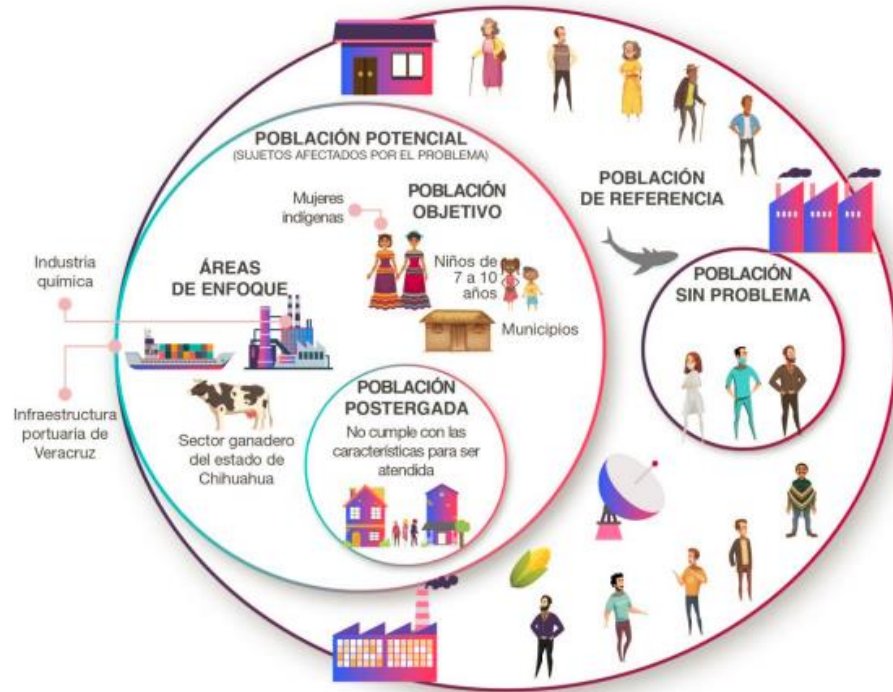 POBLACIÓN POTENCIAL
(SUJETOS AFECTADOS POR EL PROBLEMA)
POBLACIÓN
OBJETIVO
Mujeres
indígenas
Niños de
7 a 10
años
Municipios
ÁREAS
DE ENFOQUE
Industria
química
Infraestructura
portuaria de
Veracruz
Sector ganadero
del estado de
Chihuahua
POBLACIÓN
POSTERGADA
No cumple con las
características para ser
atendida
POBLACIÓN
DE REFERENCIA
POBLACIÓN
SIN PROBLEMA